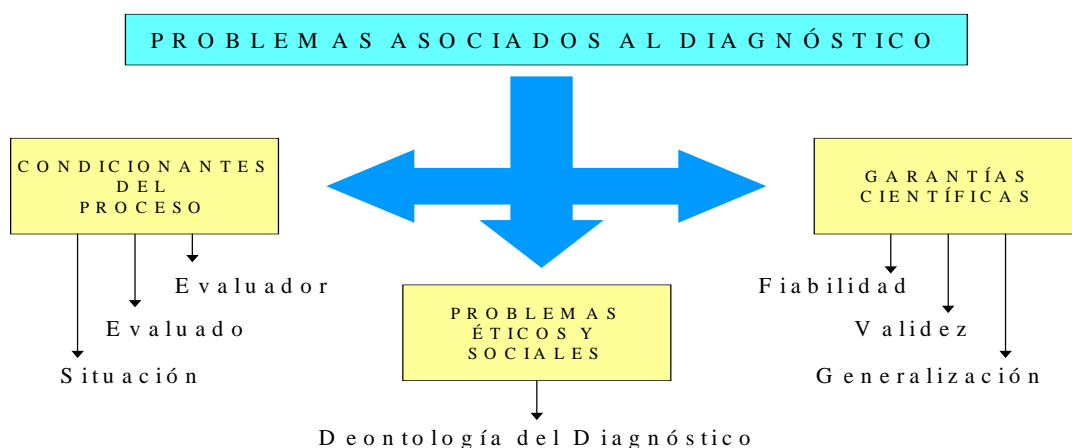 PROBLEMAS ASOCIADOS AL DIAGNÓSTICO
CONDICIONANTES
DEL
PROCESO
Evaluador
Evaluado
Situación
PROBLEMAS
ÉTICOS Y
SOCIALES
Deontología del Diagnóstico
GARANTÍAS
CIENTÍFICAS
Fiabilidad
Validez
Generalización